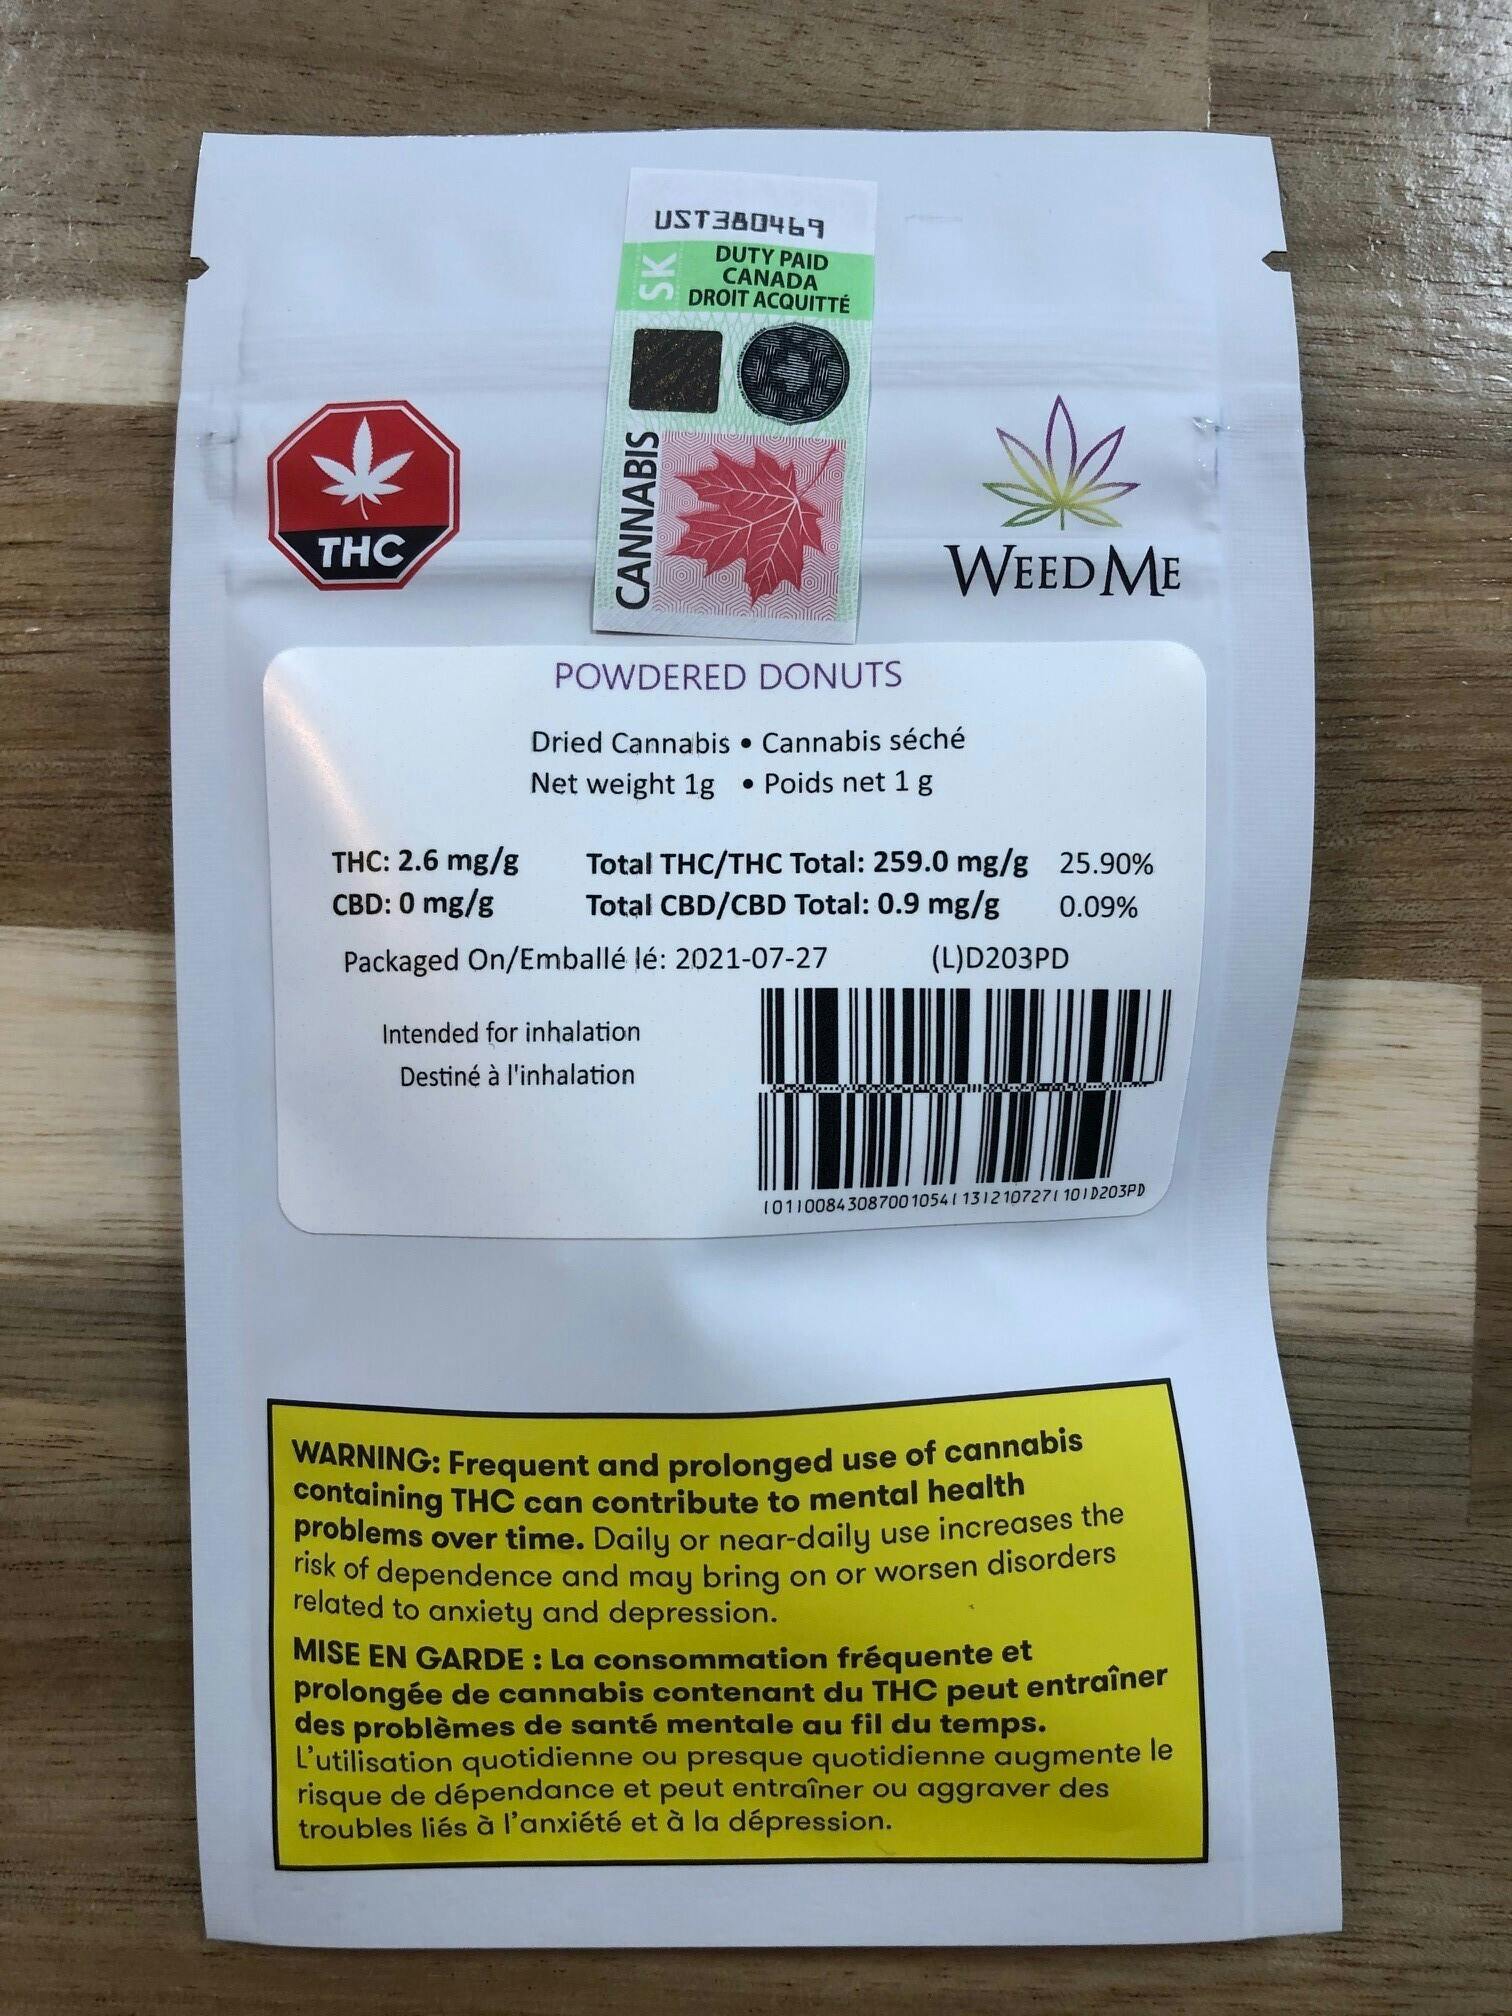 UST380469
SK
DUTY PAID
CANADA
DROIT ACQUITTÉ
CANNABIS
THC
WEED ME
POWDERED DONUTS
Dried Cannabis • Cannabis séché
Net weight 1g • Poids net 1 g
THC: 2.6 mg/g Total THC/THC Total: 259.0 mg/g 25.90%
CBD: 0 mg/g Total CBD/CBD Total: 0.9 mg/g 0.09%
Packaged On/Emballé lé: 2021-07-27 (L)D203PD
Intended for inhalation
Destiné à l'inhalation
(01)00843087001054(13)210727(10)D203PD
WARNING: Frequent and prolonged use of cannabis
containing THC can contribute to mental health
problems over time. Daily or near-daily use increases the
risk of dependence and may bring on or worsen disorders
related to anxiety and depression.
MISE EN GARDE : La consommation fréquente et
prolongée de cannabis contenant du THC peut entraîner
des problèmes de santé mentale au fil du temps.
L'utilisation quotidienne ou presque quotidienne augmente le
risque de dépendance et peut entraîner ou aggraver des
troubles liés à l'anxiété et à la dépression.